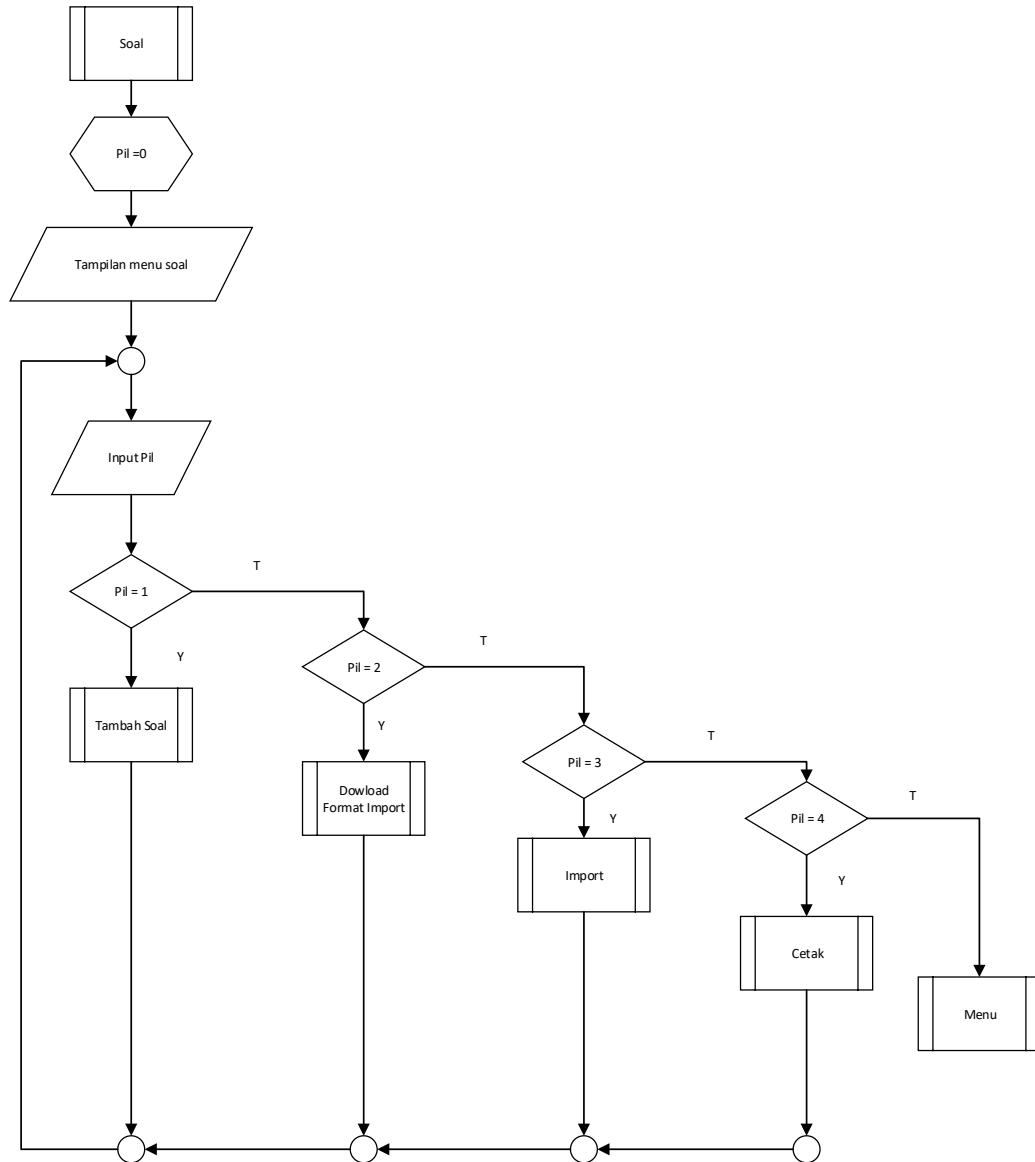 Soal
Pil =0
Tampilan menu soal
Input Pil
Pil = 1
T
Y
Tambah Soal
Pil = 2
T
Y
Dowload
Format Import
Pil = 3
T
Y
Import
Pil = 4
T
Y
Cetak
Menu